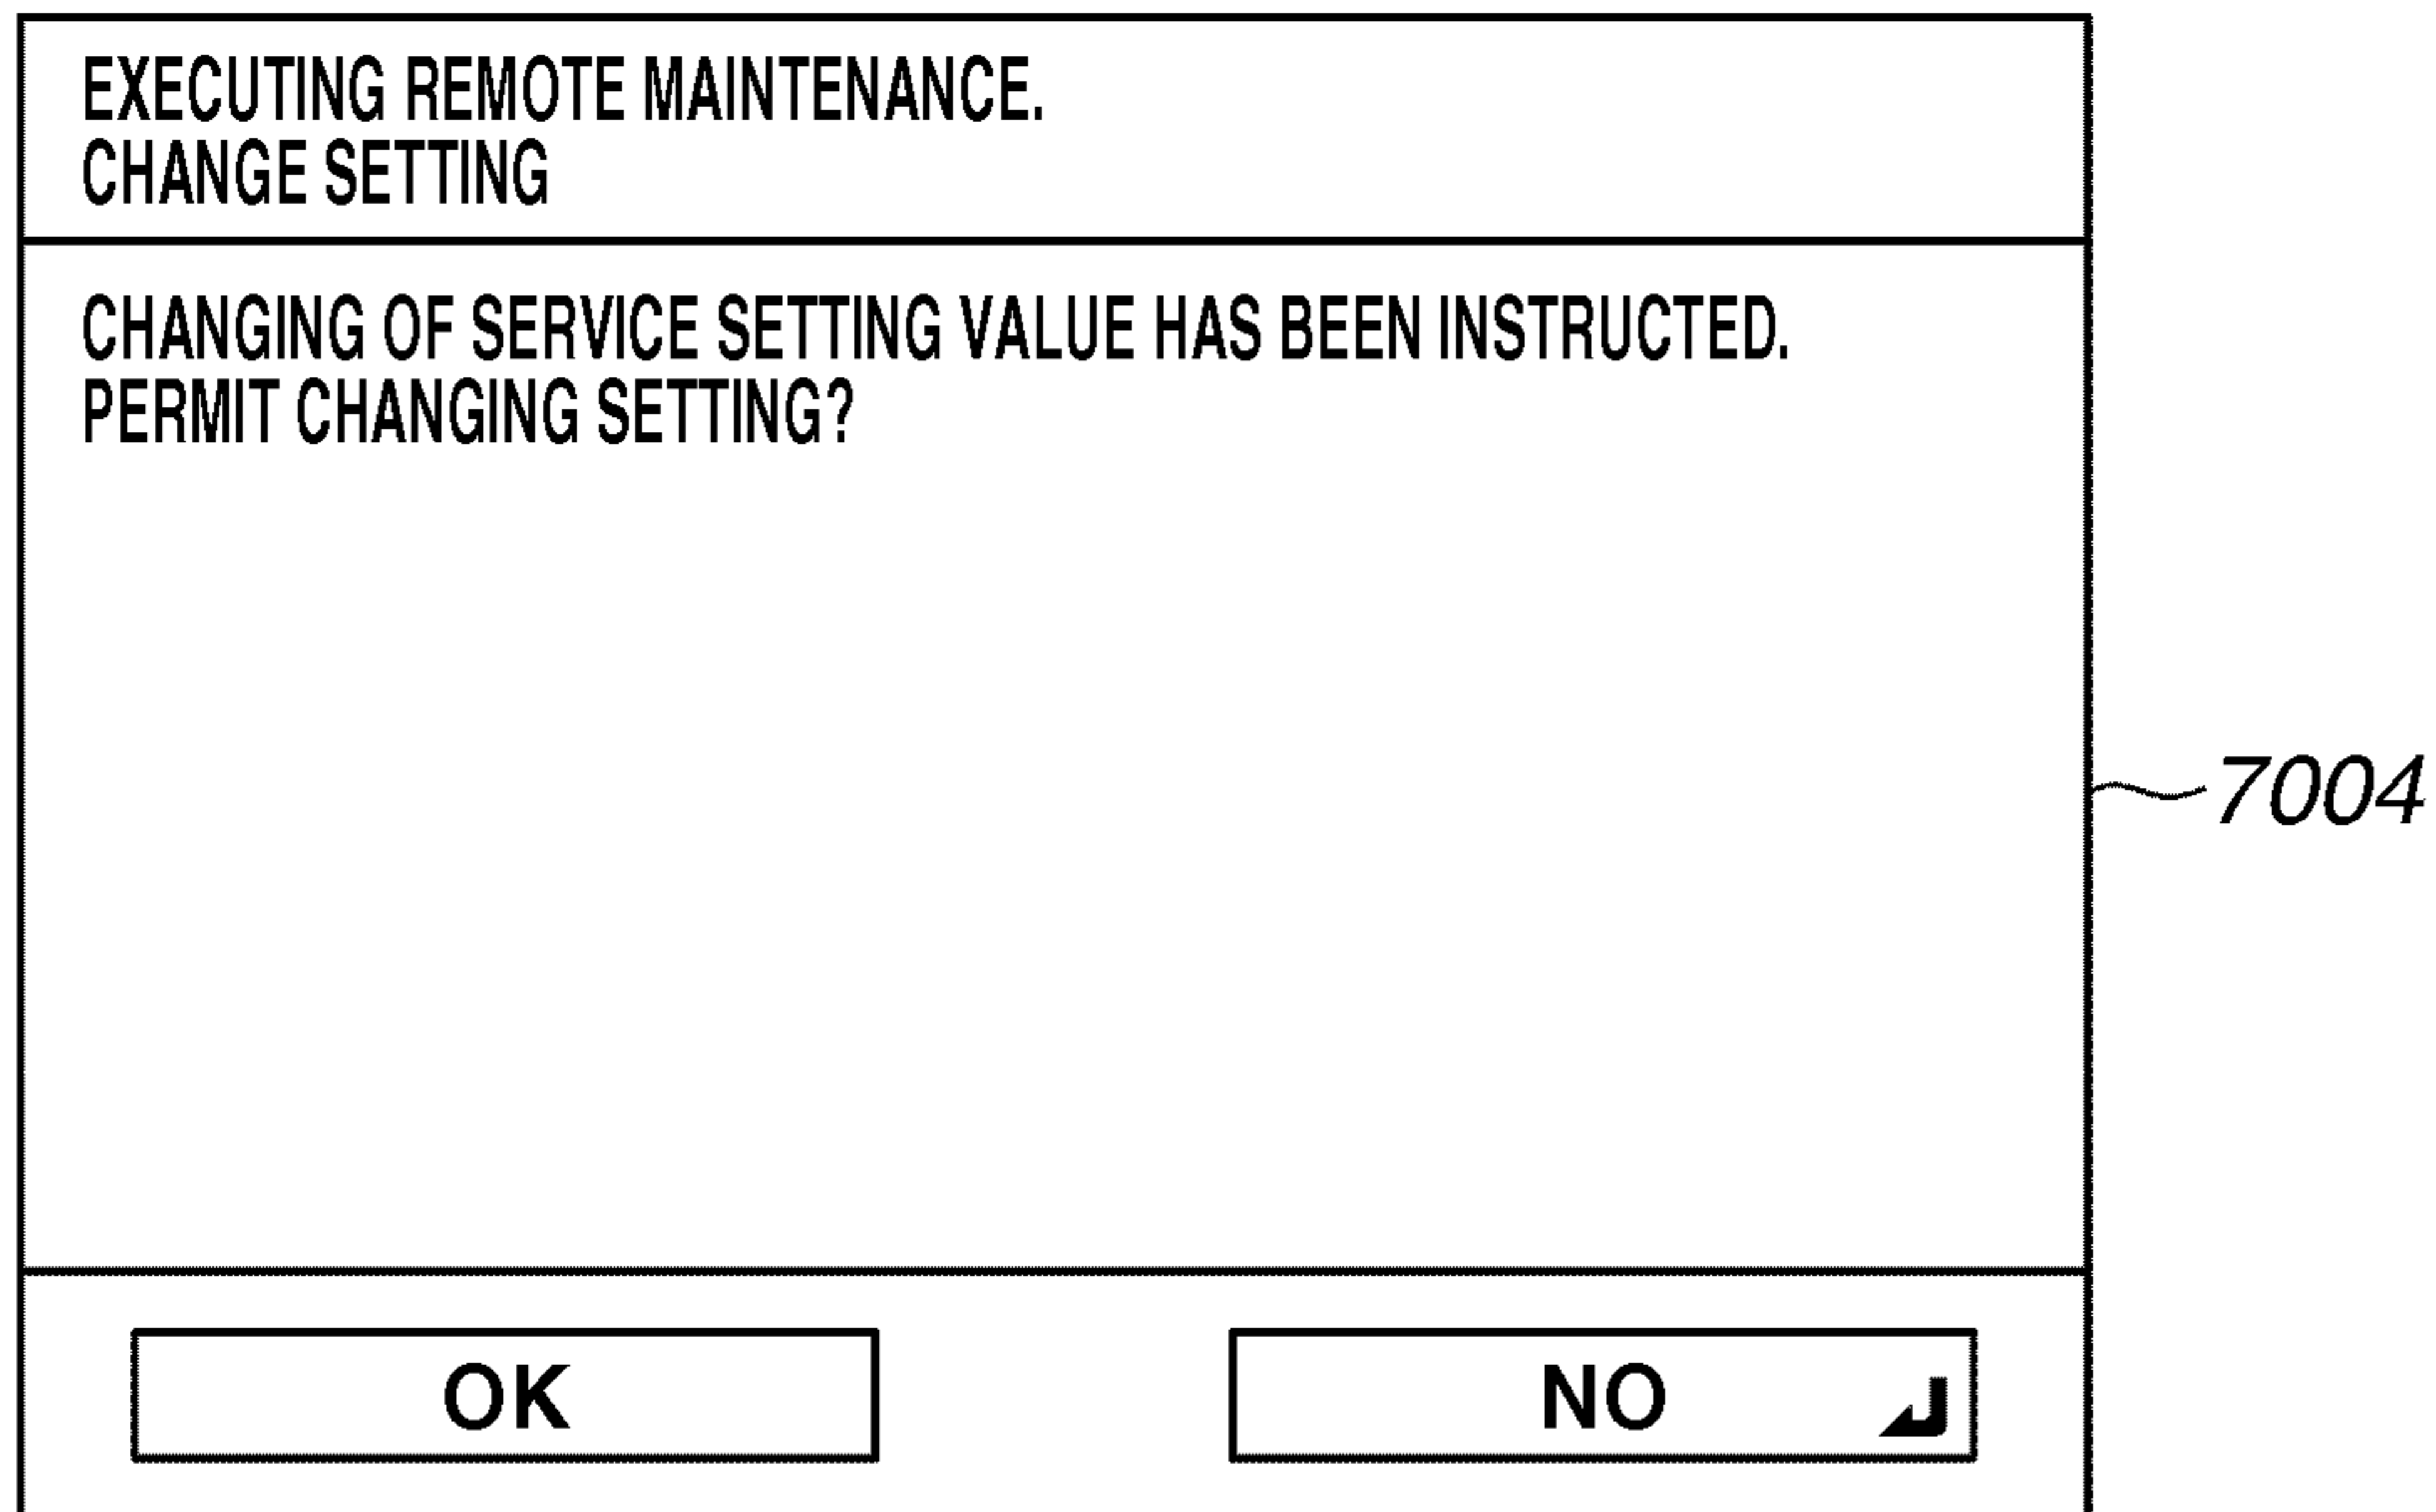 EXECUTING REMOTE MAINTENANCE.
CHANGE SETTING
CHANGING OF SERVICE SETTING VALUE HAS BEEN INSTRUCTED.
PERMIT CHANGING SETTING?
7004
OK
NO